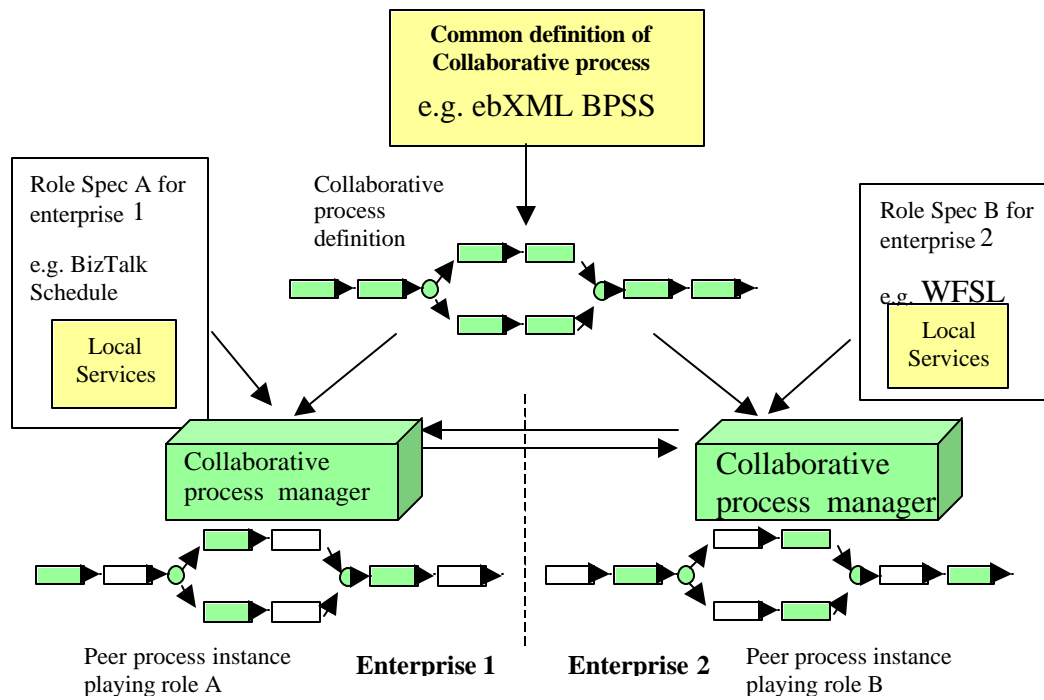 Common definition of
Collaborative process
e.g. ebXML BPSS
Role Spec A for
enterprise 1
e.g. BizTalk
Schedule
Local
Services
Collaborative
process
definition
Role Spec B for
enterprise 2
e.g. WFSL
Local
Services
Collaborative
process manager
Collaborative
process manager
Peer process instance
playing role A
Enterprise 1
Enterprise 2
Peer process instance
playing role B